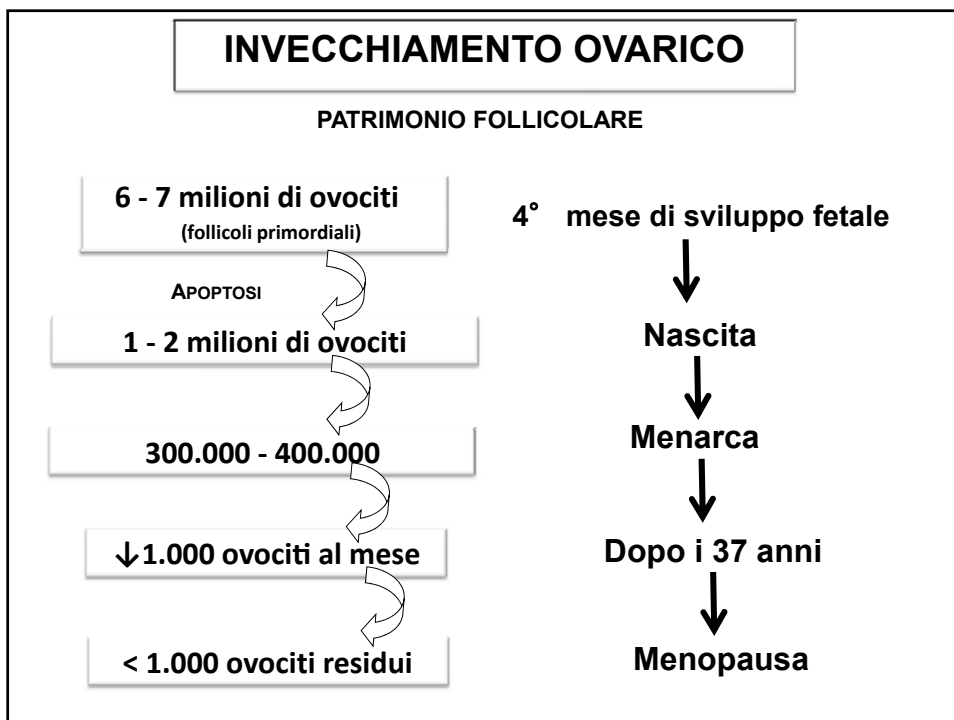 INVECCHIAMENTO OVARICO
PATRIMONIO FOLLICOLARE
6 - 7 milioni di ovociti
(follicoli primordiali)
4° mese di sviluppo fetale
APOPTOSI
1 - 2 milioni di ovociti
Nascita
300.000 - 400.000
Menarca
↓1.000 ovociti al mese
Dopo i 37 anni
< 1.000 ovociti residui
Menopausa